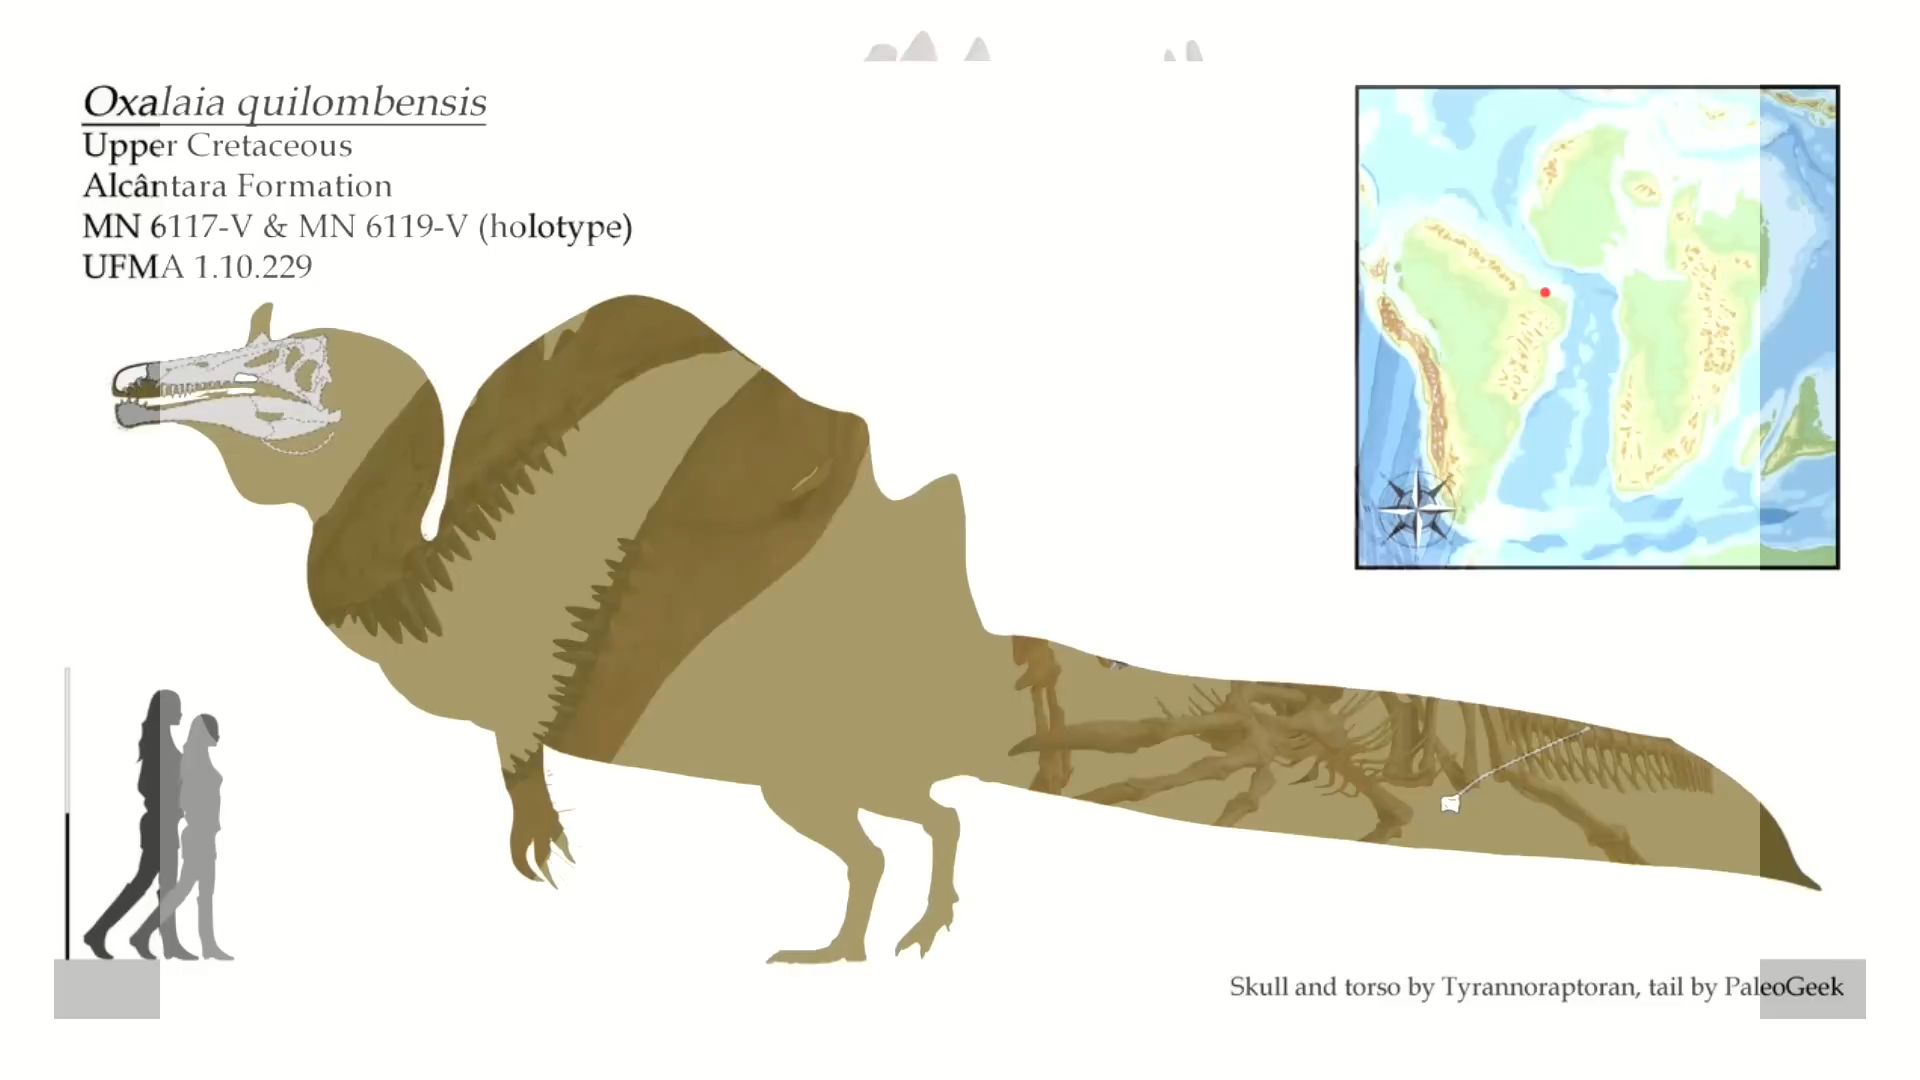 Oxalaia quilombensis
Upper Cretaceous
Alcântara Formation
MN 6117-V & MN 6119-V (holotype)
UFMA 1.10.229
Skull and torso by Tyrannoraptoran, tail by PaleoGeek